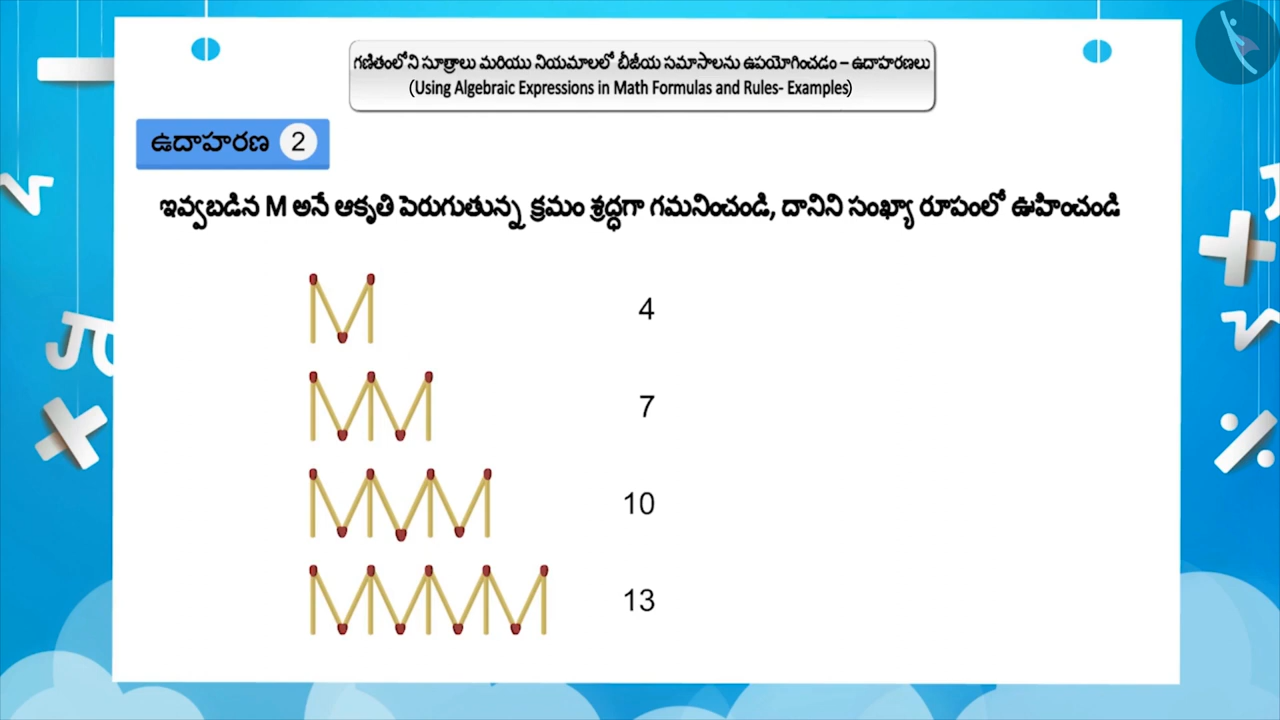 గణితంలోని సూత్రాలు మరియు నియమాలలో బీజీయ సమాసాలను ఉపయోగించడం – ఉదాహరణలు
(Using Algebraic Expressions in Math Formulas and Rules- Examples)
ఉదాహరణ 2
ఇవ్వబడిన M అనే ఆకృతి పెరుగుతున్న క్రమం శ్రద్ధగా గమనించండి, దానిని సంఖ్యా రూపంలో ఊహించండి
4
7
10
13